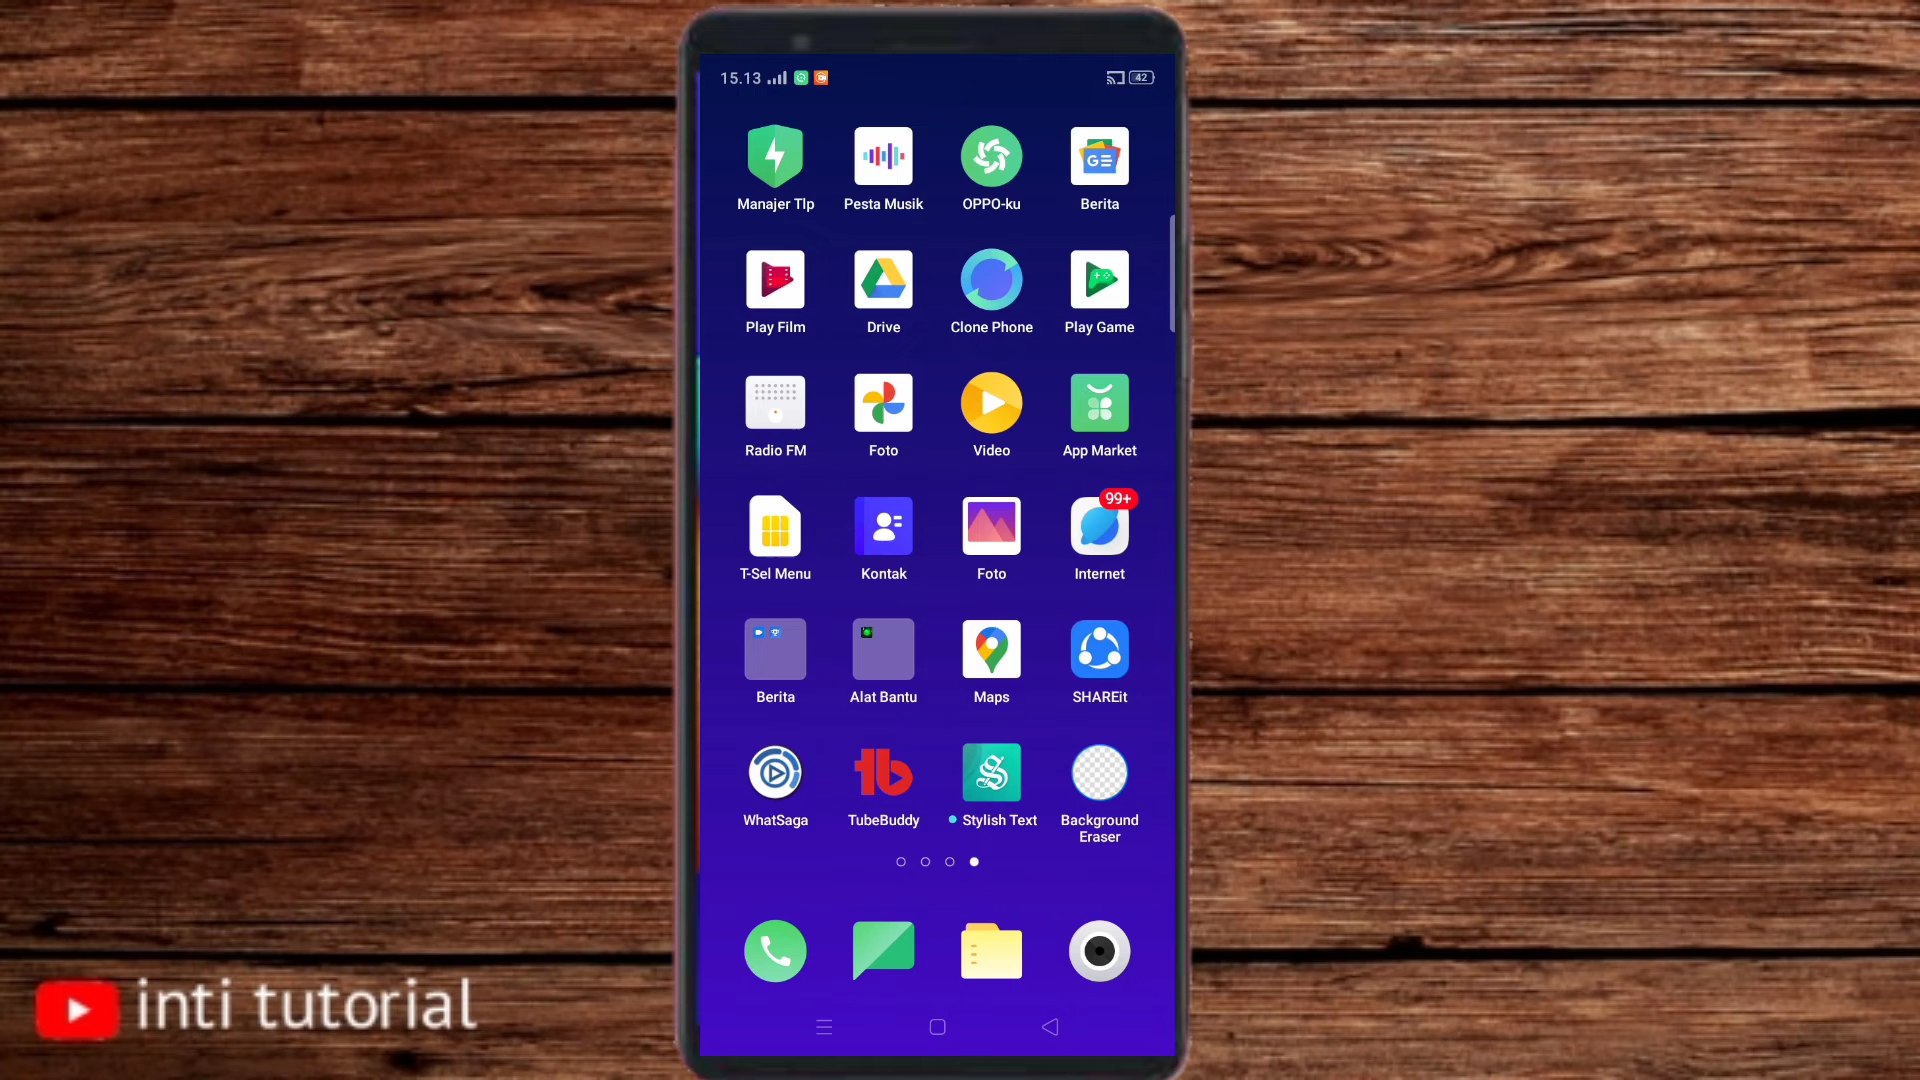 15.13
42
Manajer Tlp Pesta Musik OPPO-ku Berita
Play Film Drive Clone Phone Play Game
Radio FM Foto Video App Market
99+
T-Sel Menu Kontak Foto Internet
Berita Alat Bantu Maps SHAREit
WhatSaga TubeBuddy Stylish Text Background
Eraser
inti tutorial